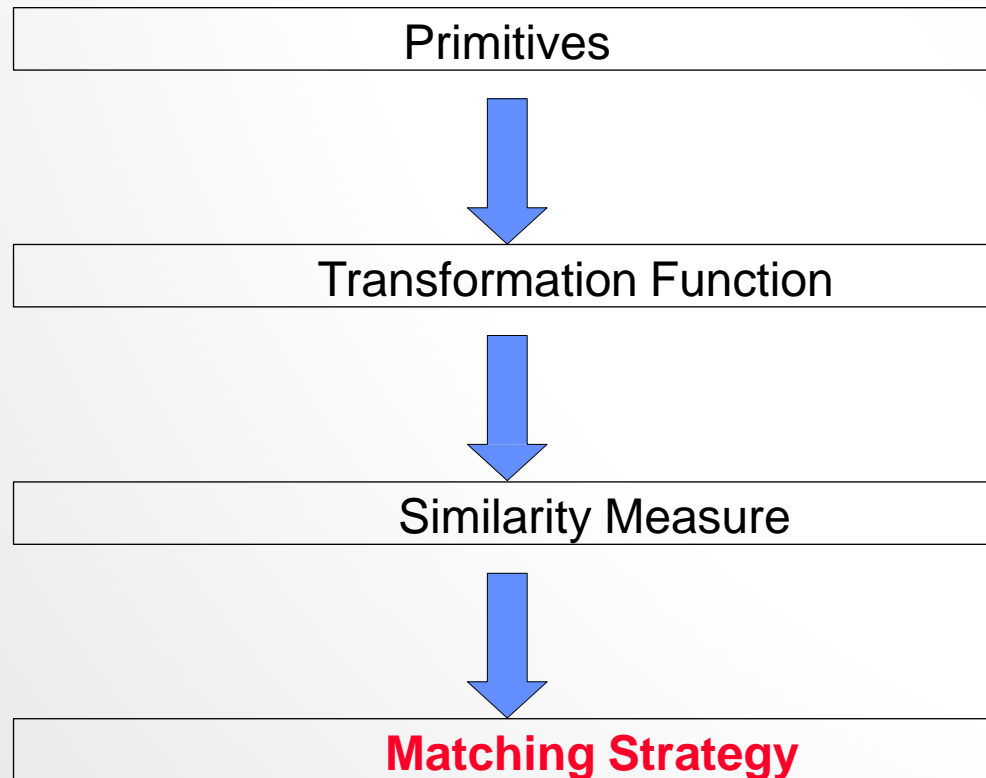 Primitives
Transformation Function
Similarity Measure
Matching Strategy